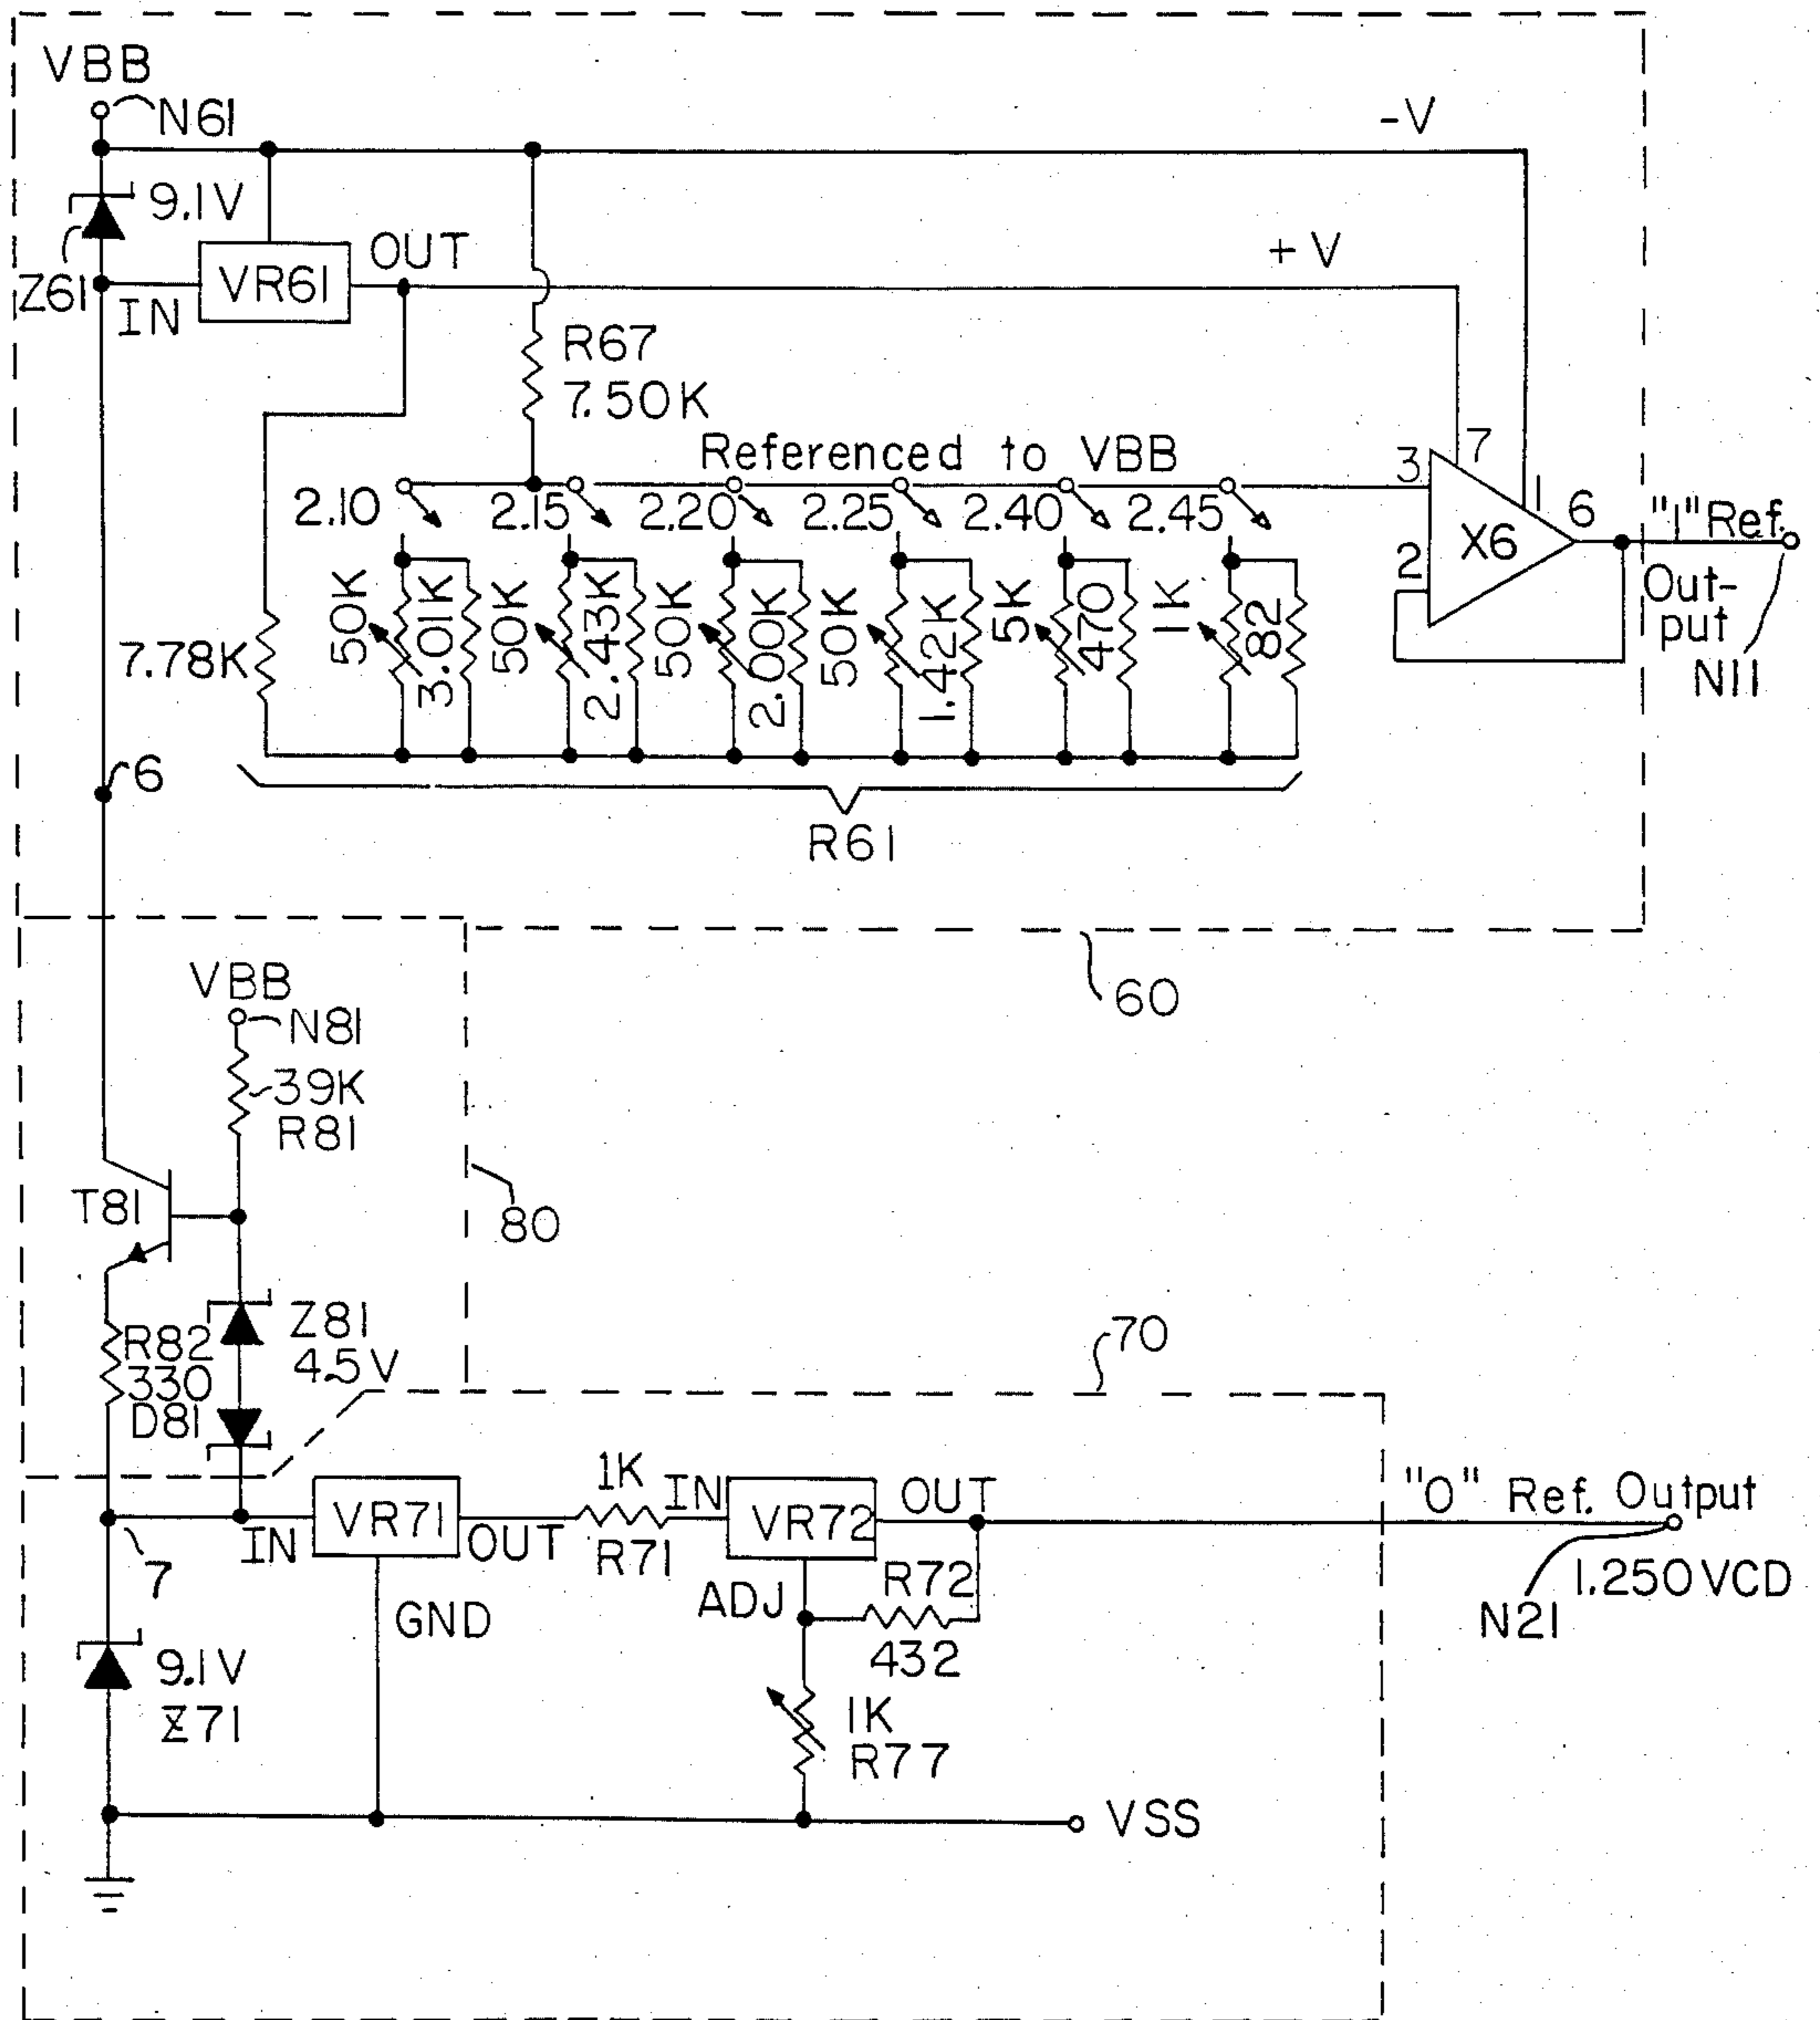 VBB
N61
-V
9.1V
OUT
+V
Z61
VR61
IN
R67
7.50K
Referenced to VBB
3
7
1
6
"1" Ref.
2.10
2.15
2.20
2.25
2.40
2.45
X6
2
Out-
put
N11
7.78K
50K
3.01K
50K
2.43K
50K
2.00K
50K
1.42K
5K
470
1K
82
6
R61
VBB
N81
60
39K
R81
T81
80
Z81
4.5V
R82
330
D81
70
1K
IN
OUT
"0" Ref. Output
VR71
VR72
IN
OUT
R71
7
R72
1.250VCD
ADJ
GND
N21
432
9.1V
Z71
1K
R77
VSS